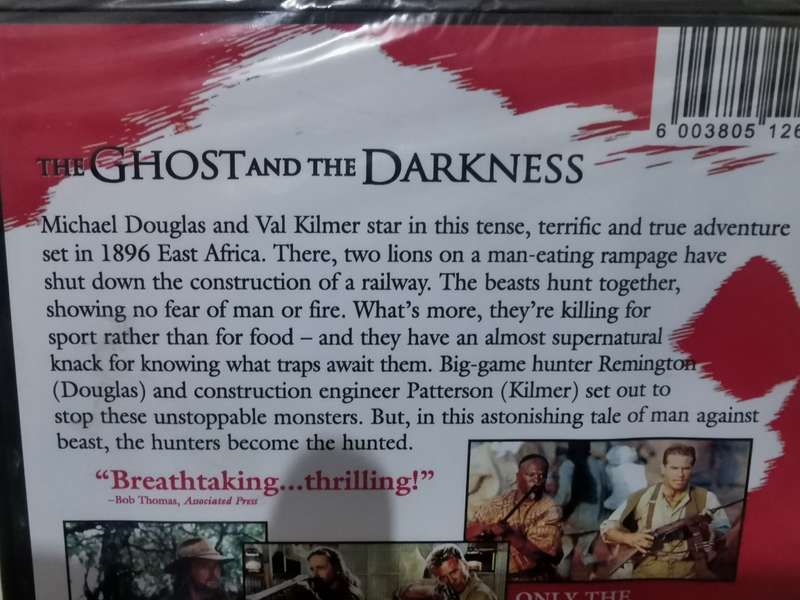 6 003805 126
THE GHOST AND THE DARKNESS
Michael Douglas and Val Kilmer star in this tense, terrific and true adventure
set in 1896 East Africa. There, two lions on a man-eating rampage have
shut down the construction of a railway. The beasts hunt together,
showing no fear of man or fire. What's more, they're killing for
sport rather than for food – and they have an almost supernatural
knack for knowing what traps await them. Big-game hunter Remington
(Douglas) and construction engineer Patterson (Kilmer) set out to
stop these unstoppable monsters. But, in this astonishing tale of man against
beast, the hunters become the hunted.
“Breathtaking...thrilling!”
–Bob Thomas, Associated Press
ONLY THE